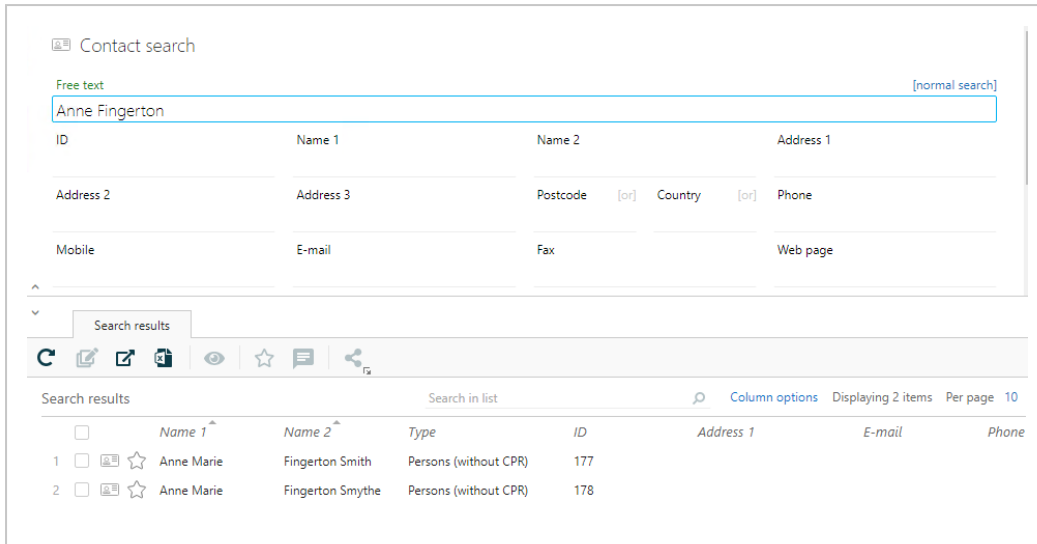 Contact search
Free text [normal search]
Anne Fingerton
ID Name 1 Name 2 Address 1
Address 2 Address 3 Postcode [or] Country [or] Phone
Mobile E-mail Fax Web page
Search results
Search results Search in list Column options Displaying 2 items Per page 10
Name 1 Name 2 Type ID Address 1 E-mail Phone
1 Anne Marie Fingerton Smith Persons (without CPR) 177
2 Anne Marie Fingerton Smythe Persons (without CPR) 178